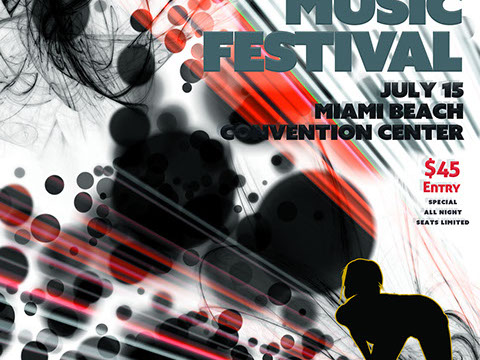 MUSIC
FESTIVAL
JULY 15
MIAMI BEACH
CONVENTION CENTER
$45
ENTRY
SPECIAL
ALL NIGHT
SEATS LIMITED